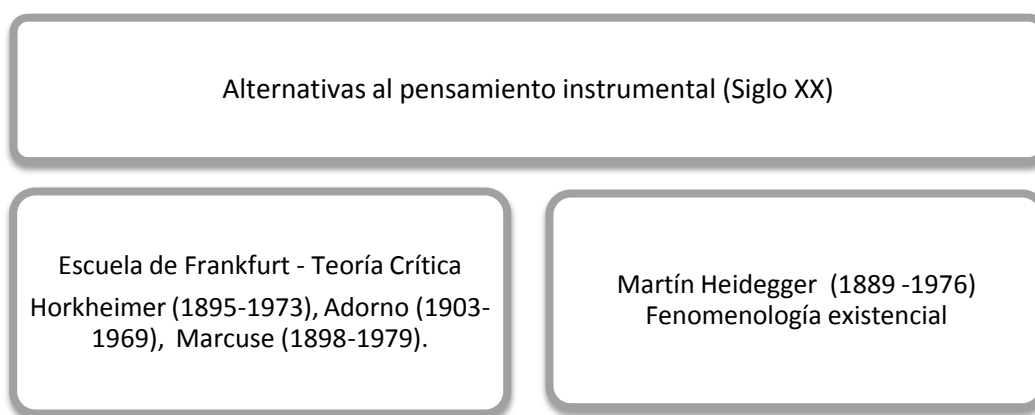 Alternativas al pensamiento instrumental (Siglo XX)
Escuela de Frankfurt - Teoría Crítica
Horkheimer (1895-1973), Adorno (1903-
1969),  Marcuse (1898-1979).
Martín Heidegger  (1889 -1976)
Fenomenología existencial